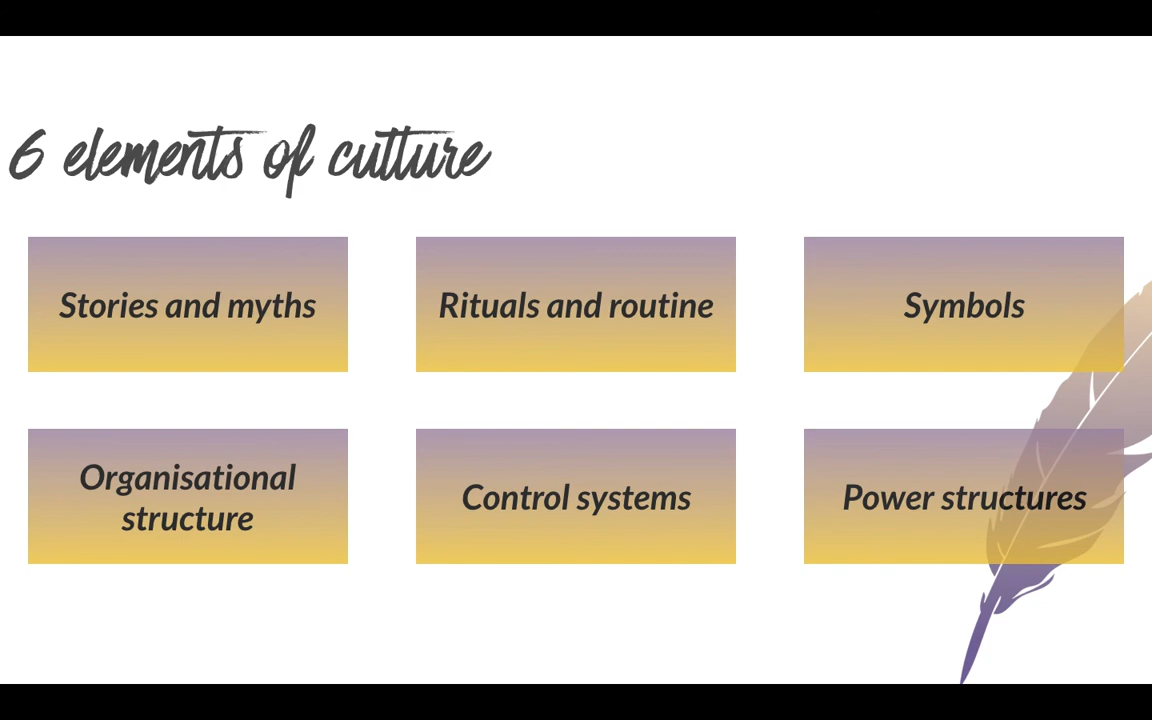 6 elements of culture
Stories and myths
Rituals and routine
Symbols
Organisational
structure
Control systems
Power structures